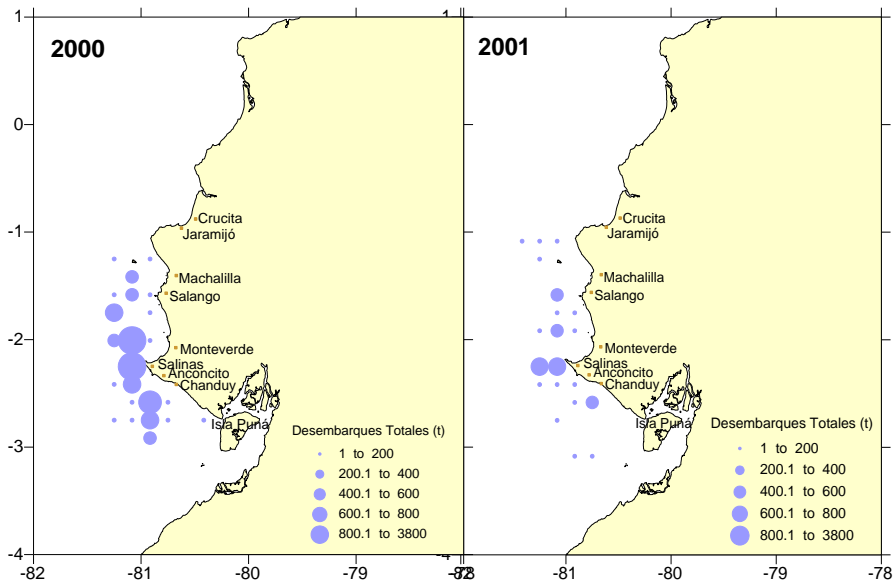 2000
1
0
-1
-2
-3
-4
-82
-81
-80
-79
-78
Crucita
Jaramijó
Machalilla
Salango
Monteverde
Salinas
Anconcito
Chanduy
Isla Puná
Desembarques Totales (t)
1 to 200
200.1 to 400
400.1 to 600
600.1 to 800
800.1 to 3800
2001
1
-4
-82
-81
-80
-79
-78
Crucita
Jaramijó
Machalilla
Salango
Monteverde
Salinas
Anconcito
Chanduy
Isla Puná
Desembarques Totales (t)
1 to 200
200.1 to 400
400.1 to 600
600.1 to 800
800.1 to 3800